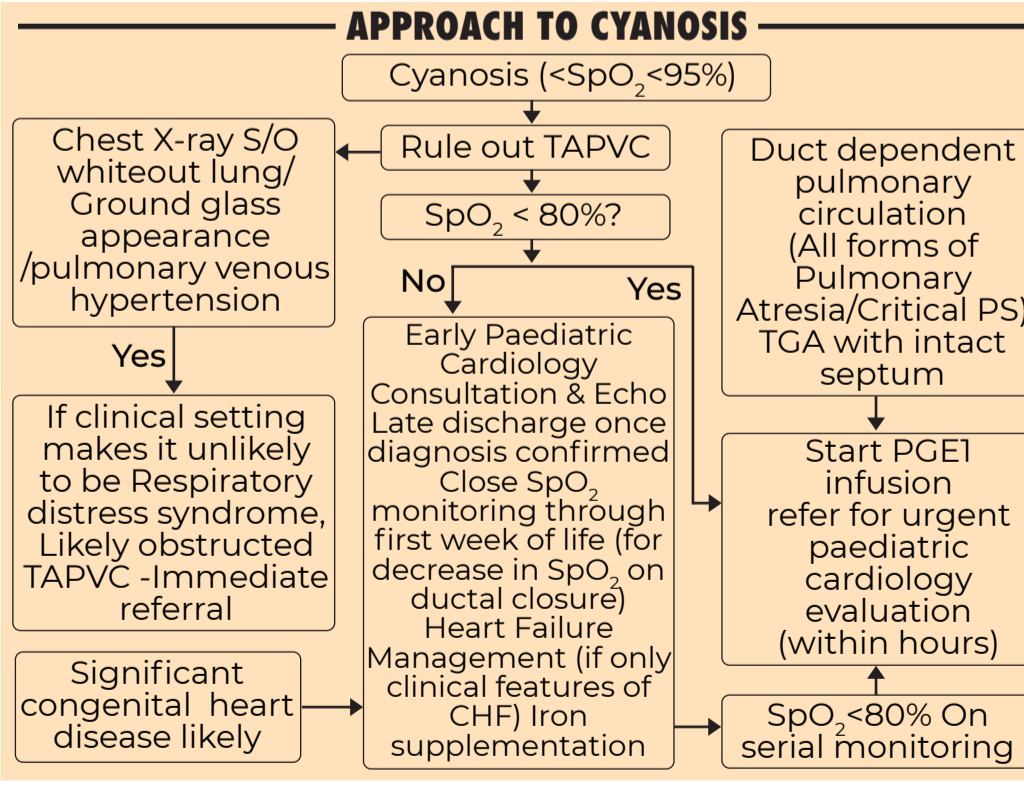 APPROACH TO CYANOSIS
Cyanosis (<SpO₂<95%)
Rule out TAPVC
Chest X-ray S/O
whiteout lung/
Ground glass
appearance
/pulmonary venous
hypertension
Yes
If clinical setting
makes it unlikely
to be Respiratory
distress syndrome,
Likely obstructed
TAPVC -Immediate
referral
SpO₂ < 80%?
No
Yes
Early Paediatric
Cardiology
Consultation & Echo
Late discharge once
diagnosis confirmed
Close SpO₂
monitoring through
first week of life (for
decrease in SpO₂ on
ductal closure)
Heart Failure
Management (if only
clinical features of
CHF) Iron
supplementation
Significant
congenital heart
disease likely
Duct dependent
pulmonary
circulation
(All forms of
Pulmonary
Atresia/Critical PS)
TGA with intact
septum
Start PGE1
infusion
refer for urgent
paediatric
cardiology
evaluation
(within hours)
SpO₂<80% On
serial monitoring